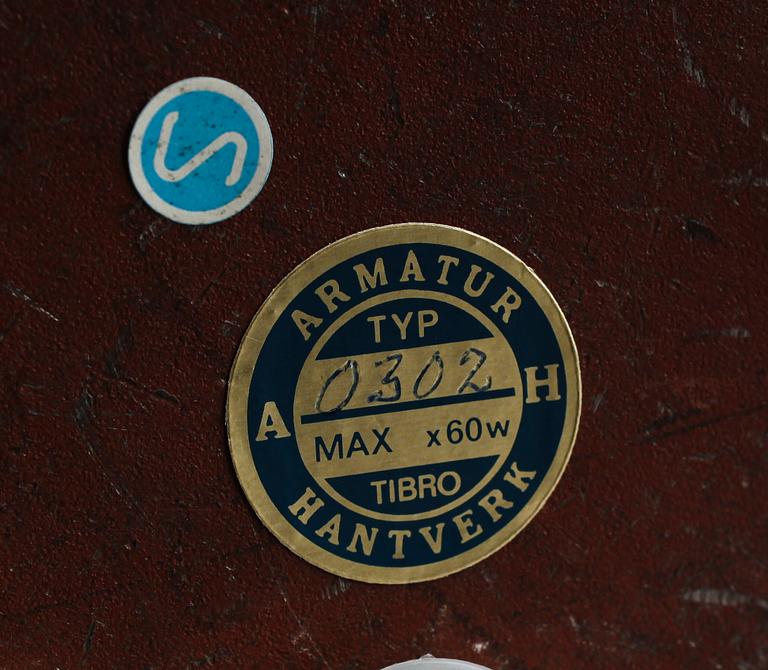 S
ARMATUR
TYP
0302
A H
MAX x60w
TIBRO
HANTVERK